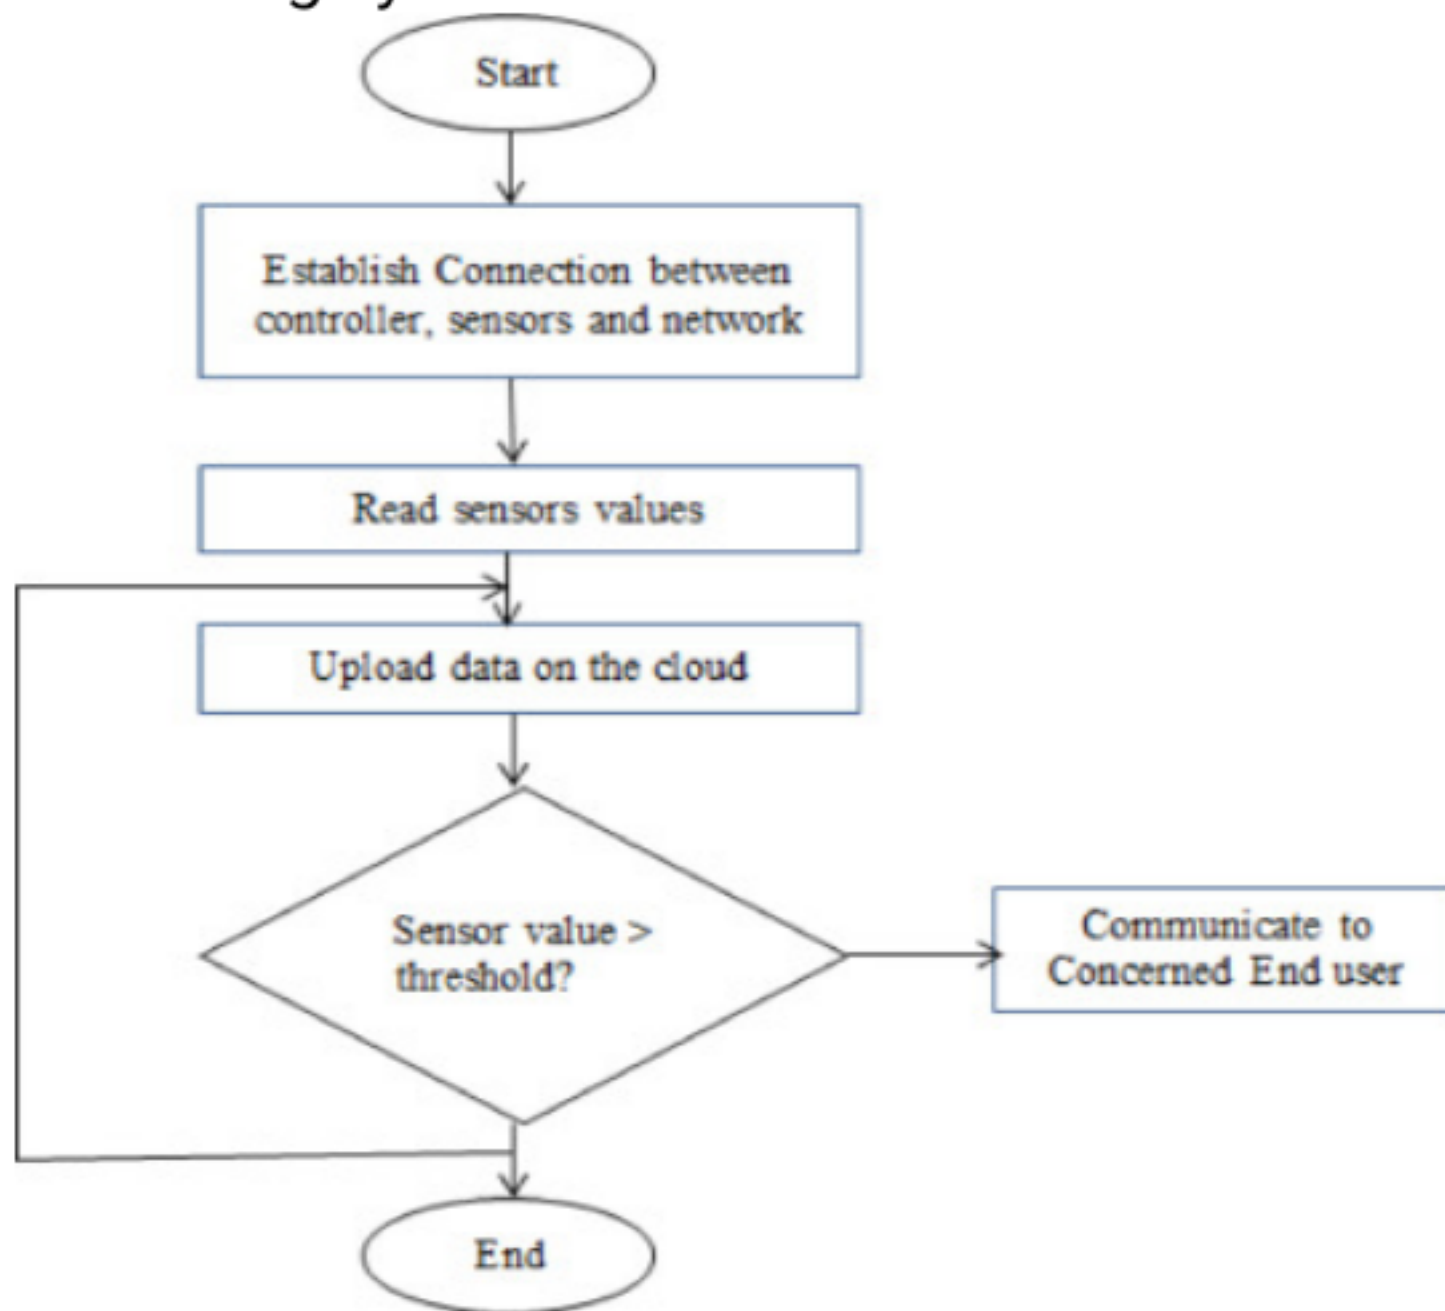 Start
Establish Connection between
controller, sensors and network
Read sensors values
Upload data on the cloud
Sensor value >
threshold?
Communicate to
Concerned End user
End